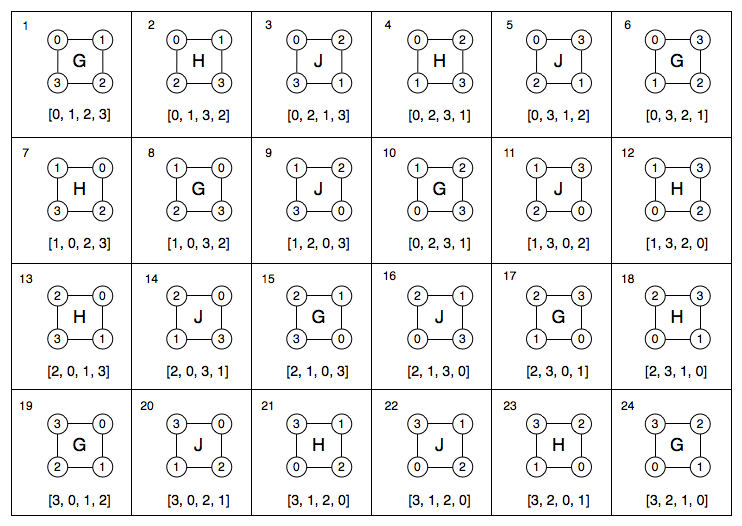 1 2 3 4 5 6
0 1 0 1 0 2 0 2 0 3 0 3
G H J H J G
3 2 2 3 3 1 1 3 2 1 1 2
[0, 1, 2, 3] [0, 1, 3, 2] [0, 2, 1, 3] [0, 2, 3, 1] [0, 3, 1, 2] [0, 3, 2, 1]
7 8 9 10 11 12
1 0 1 0 1 2 1 2 1 3 1 3
H G J G J H
3 2 2 3 3 0 0 3 2 0 0 2
[1, 0, 2, 3] [1, 0, 3, 2] [1, 2, 0, 3] [0, 2, 3, 1] [1, 3, 0, 2] [1, 3, 2, 0]
13 14 15 16 17 18
2 0 2 0 2 1 2 1 2 3 2 3
H J G J G H
3 1 1 3 3 0 0 3 1 0 0 1
[2, 0, 1, 3] [2, 0, 3, 1] [2, 1, 0, 3] [2, 1, 3, 0] [2, 3, 0, 1] [2, 3, 1, 0]
19 20 21 22 23 24
3 0 3 0 3 1 3 1 3 2 3 2
G J H J H G
2 1 1 2 0 2 0 2 1 0 0 1
[3, 0, 1, 2] [3, 0, 2, 1] [3, 1, 2, 0] [3, 1, 2, 0] [3, 2, 0, 1] [3, 2, 1, 0]